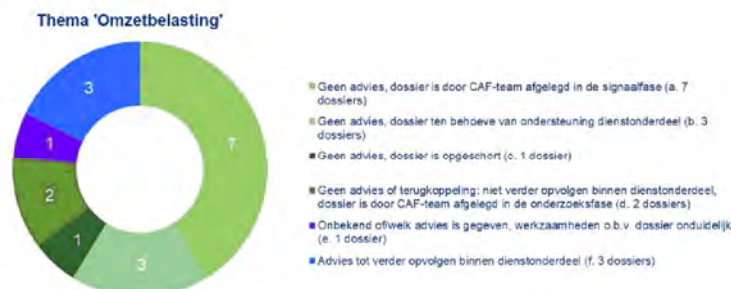 Thema 'Omzetbelasting'
3
7
1
2
1
3
Geen advies, dossier is door CAF-team afgelegd in de signaalfase (a. 7
dossiers)
Geen advies, dossier ten behoeve van ondersteuning dienstonderdeel (b. 3
dossiers)
Geen advies, dossier is opgeschort (c. 1 dossier)
Geen advies of terugkoppeling: niet verder opvolgen binnen dienstonderdeel,
dossier is door CAF-team afgelegd in de onderzoeksfase (d. 2 dossiers)
Onbekend of/welk advies is gegeven, werkzaamheden o.b.v. dossier onduidelijk
(e. 1 dossier)
Advies tot verder opvolgen binnen dienstonderdeel (f. 3 dossiers)